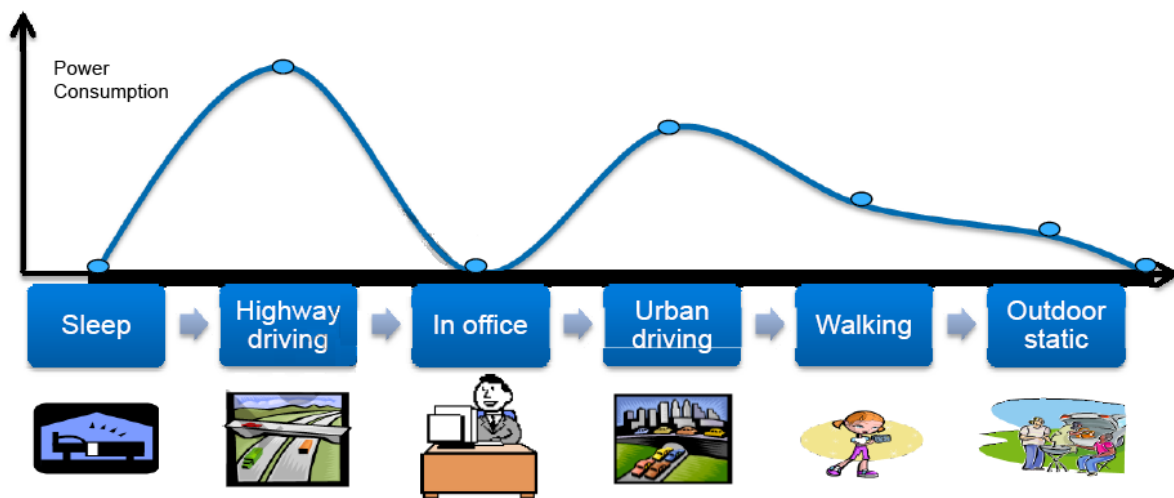 Power
Consumption
Sleep
Highway
driving
In office
Urban
driving
Walking
Outdoor
static